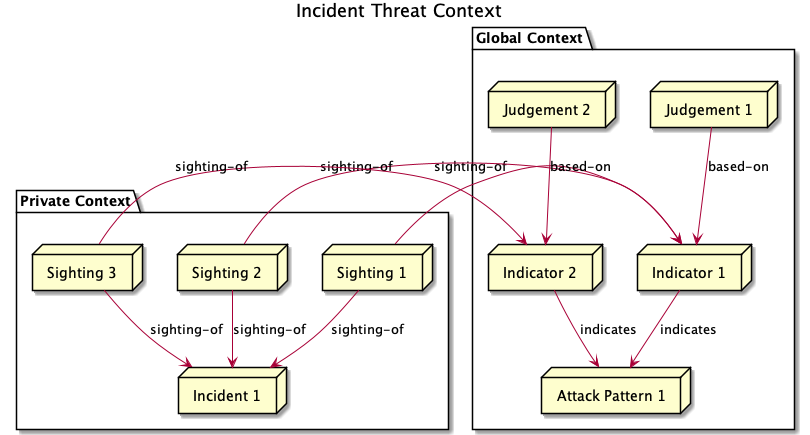 Incident Threat Context
Global Context
Judgement 2
Judgement 1
sighting-of
sighting-of
sighting-of
based-on
based-on
Private Context
Sighting 3
Sighting 2
Sighting 1
Indicator 2
Indicator 1
sighting-of
sighting-of
sighting-of
indicates
indicates
Incident 1
Attack Pattern 1